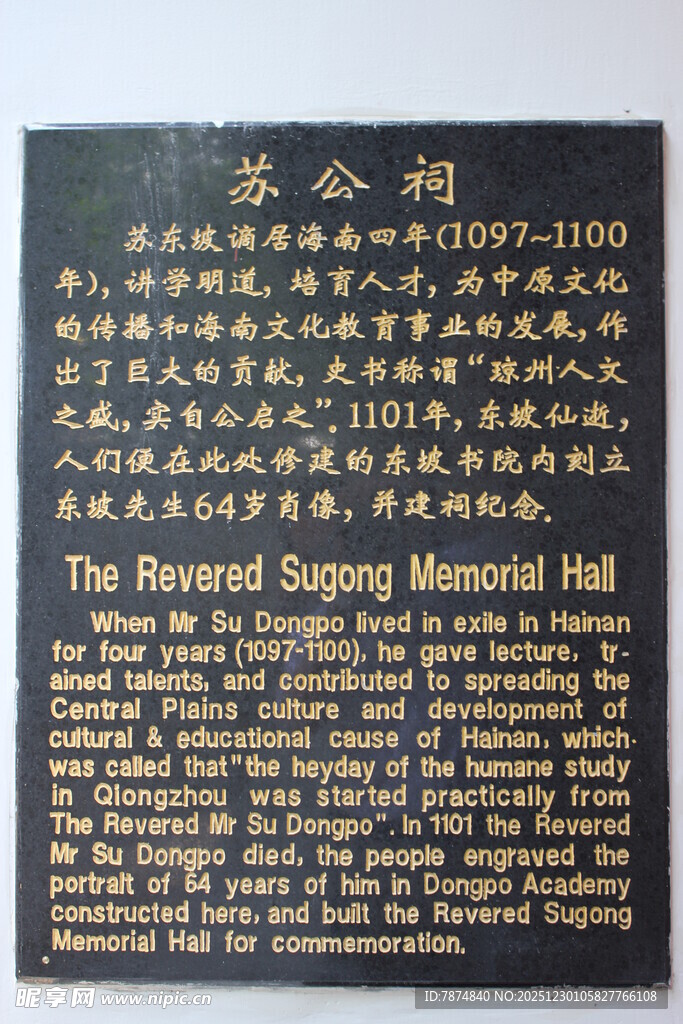 苏公祠
苏东坡谪居海南四年(1097~1100
年),讲学明道,培育人才,为中原文化
的传播和海南文化教育事业的发展,作
出了巨大的贡献,史书称谓“琼州人文
之盛,实自公启之”。1101年,东坡仙逝,
人们便在此处修建的东坡书院内刻立
东坡先生64岁肖像,并建祠纪念。
The Revered Sugong Memorial Hall
When Mr Su Dongpo lived in exile in Hainan
for four years (1097-1100), he gave lecture, tr-
ained talents, and contributed to spreading the
Central Plains culture and development of
cultural & educational cause of Hainan, which
was called that "the heyday of the humane study
in Qiongzhou was started practically from
The Revered Mr Su Dongpo". In 1101 the Revered
Mr Su Dongpo died, the people engraved the
portrait of 64 years of him in Dongpo Academy
constructed here, and built the Revered Sugong
Memorial Hall for commemoration.
昵享网 www.nipic.cn
ID:7874840 NO:20251230105827766108